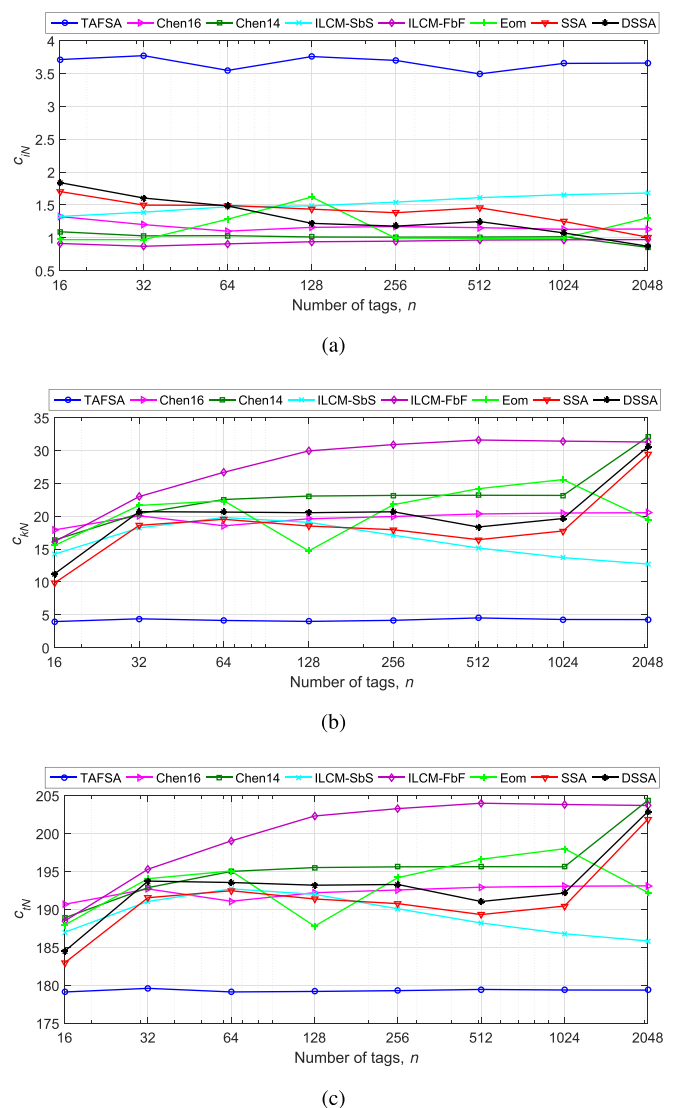 TAFSA Chen16 Chen14 ILCM-SbS ILCM-FbF Eom SSA DSSA
4
3.5
3
2.5
2
1.5
1
0.5
c_iN
16 32 64 128 256 512 1024 2048
Number of tags, n
(a)
TAFSA Chen16 Chen14 ILCM-SbS ILCM-FbF Eom SSA DSSA
35
30
25
20
15
10
5
0
c_kN
16 32 64 128 256 512 1024 2048
Number of tags, n
(b)
TAFSA Chen16 Chen14 ILCM-SbS ILCM-FbF Eom SSA DSSA
205
200
195
190
185
180
175
c_tN
16 32 64 128 256 512 1024 2048
Number of tags, n
(c)